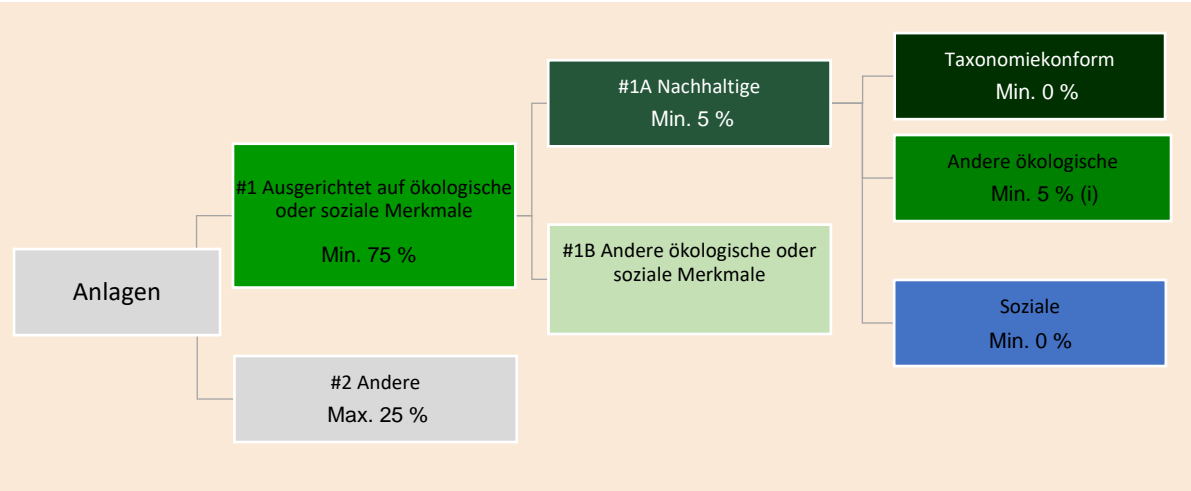 Anlagen
#1 Ausgerichtet auf ökologische
oder soziale Merkmale
Min. 75 %
#2 Andere
Max. 25 %
#1A Nachhaltige
Min. 5 %
#1B Andere ökologische oder
soziale Merkmale
Taxonomiekonform
Min. 0 %
Andere ökologische
Min. 5 % (i)
Soziale
Min. 0 %